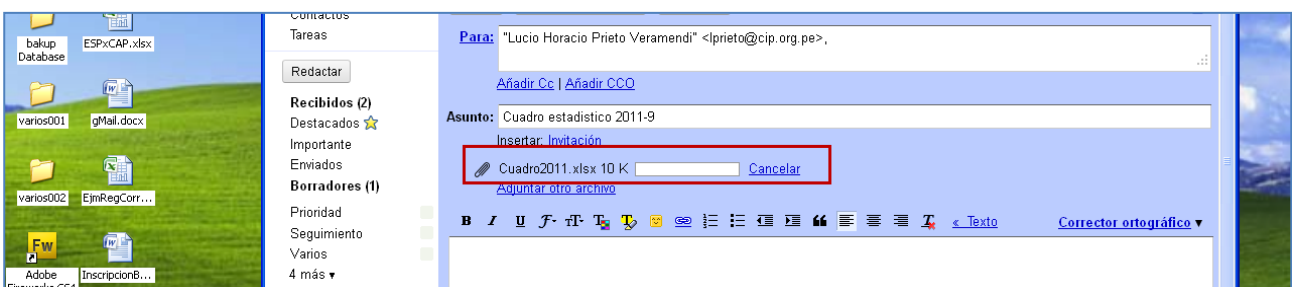 bakup
Database
ESPxCAP.xlsx
varios001
gMail.docx
varios002
EjmRegCorr...
Fw
Adobe
Fireworks CS4
InscripcionB...
Contactos
Tareas
Redactar
Recibidos (2)
Destacados
Importante
Enviados
Borradores (1)
Prioridad
Seguimiento
Varios
4 más ▾
Para: "Lucio Horacio Prieto Veramendi" <lprieto@cip.org.pe>,
Añadir Cc | Añadir CCO
Asunto: Cuadro estadistico 2011-9
Insertar: Invitación
Cuadro2011.xlsx 10 K Cancelar
Adjuntar otro archivo
B I U « Texto Corrector ortográfico ▾